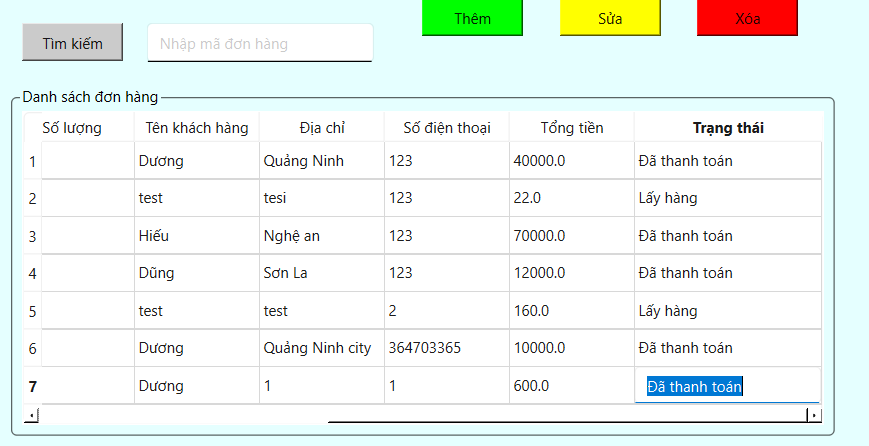 Thêm Sửa Xóa
Tìm kiếm Nhập mã đơn hàng
Danh sách đơn hàng
Số lượng Tên khách hàng Địa chỉ Số điện thoại Tổng tiền Trạng thái
1 Dương Quảng Ninh 123 40000.0 Đã thanh toán
2 test tesi 123 22.0 Lấy hàng
3 Hiếu Nghệ an 123 70000.0 Đã thanh toán
4 Dũng Sơn La 123 12000.0 Đã thanh toán
5 test test 2 160.0 Lấy hàng
6 Dương Quảng Ninh city 364703365 10000.0 Đã thanh toán
7 Dương 1 1 600.0 Đã thanh toán